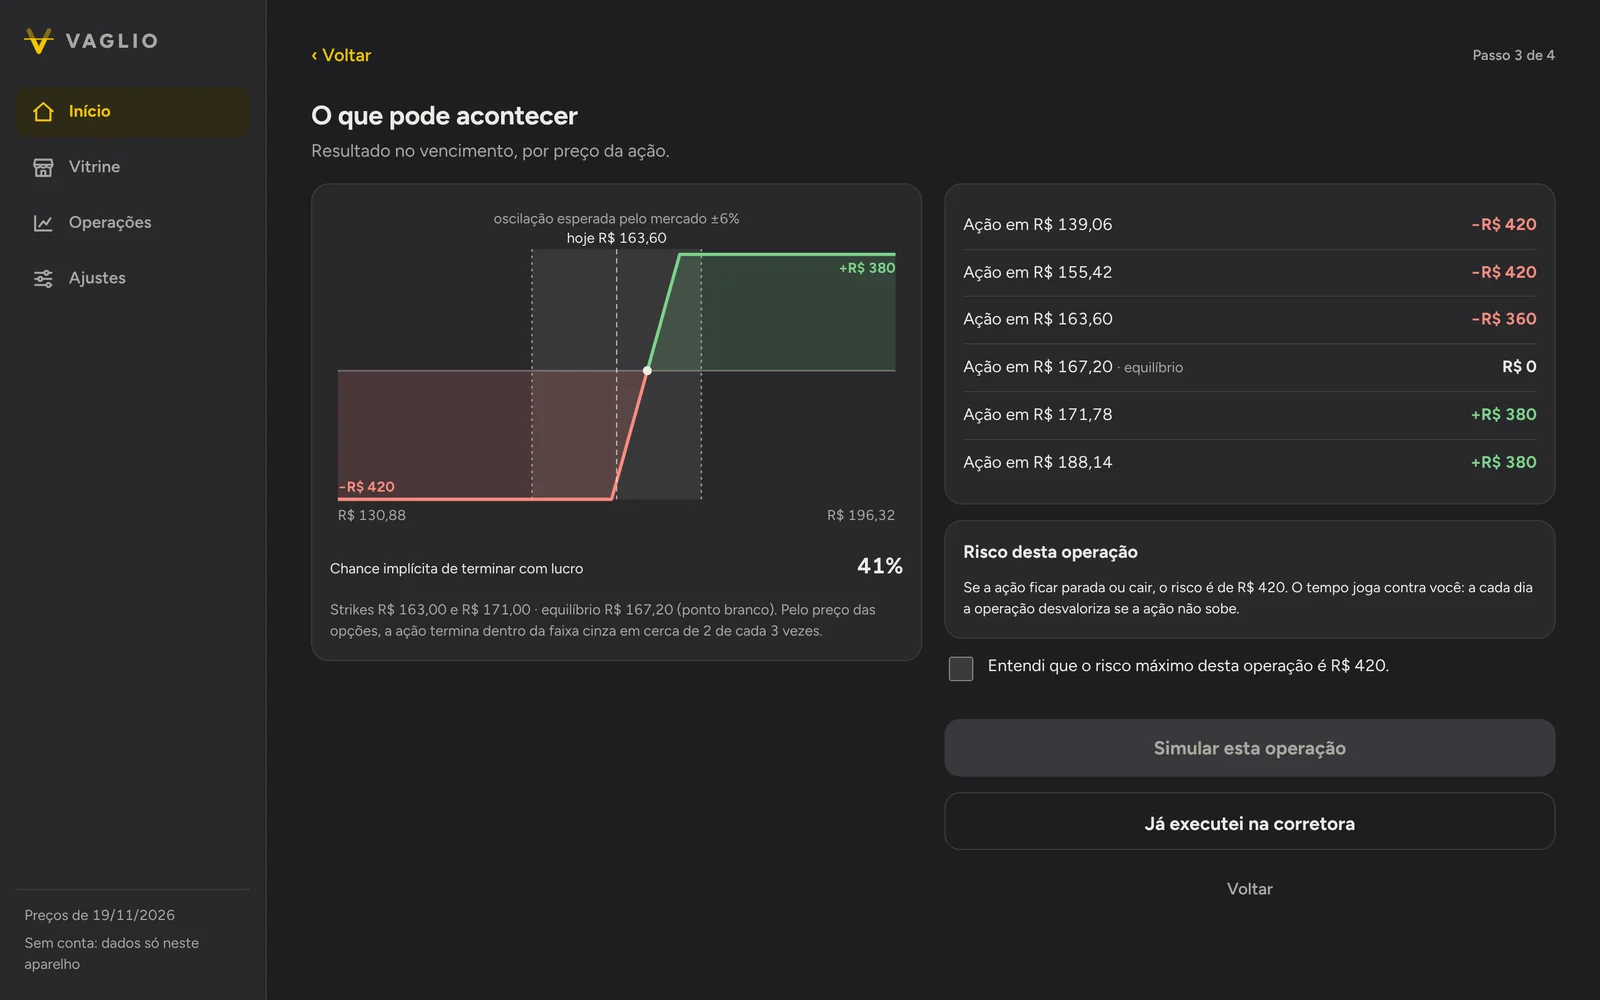 VAGLIO
Início
Vitrine
Operações
Ajustes
Preços de 19/11/2026
Sem conta: dados só neste
aparelho
‹ Voltar
Passo 3 de 4
O que pode acontecer
Resultado no vencimento, por preço da ação.
oscilação esperada pelo mercado ±6%
hoje R$ 163,60
+R$ 380
−R$ 420
R$ 130,88
R$ 196,32
Chance implícita de terminar com lucro
41%
Strikes R$ 163,00 e R$ 171,00 · equilíbrio R$ 167,20 (ponto branco). Pelo preço das
opções, a ação termina dentro da faixa cinza em cerca de 2 de cada 3 vezes.
Ação em R$ 139,06
−R$ 420
Ação em R$ 155,42
−R$ 420
Ação em R$ 163,60
−R$ 360
Ação em R$ 167,20 · equilíbrio
R$ 0
Ação em R$ 171,78
+R$ 380
Ação em R$ 188,14
+R$ 380
Risco desta operação
Se a ação ficar parada ou cair, o risco é de R$ 420. O tempo joga contra você: a cada dia
a operação desvaloriza se a ação não sobe.
Entendi que o risco máximo desta operação é R$ 420.
Simular esta operação
Já executei na corretora
Voltar